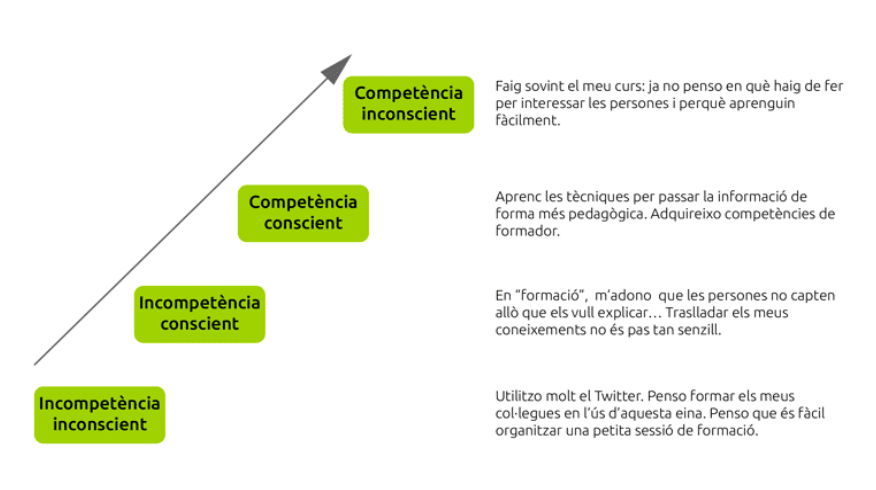 Competència
inconscient
Faig sovint el meu curs: ja no penso en què haig de fer
per interessar les persones i perquè aprenguin
fàcilment.
Competència
conscient
Aprenc les tècniques per passar la informació de
forma més pedagògica. Adquireixo competències de
formador.
Incompetència
conscient
En “formació”, m’adono que les persones no capten
allò que els vull explicar… Traslladar els meus
coneixements no és pas tan senzill.
Incompetència
inconscient
Utilitzo molt el Twitter. Penso formar els meus
col·legues en l’ús d’aquesta eina. Penso que és fàcil
organitzar una petita sessió de formació.